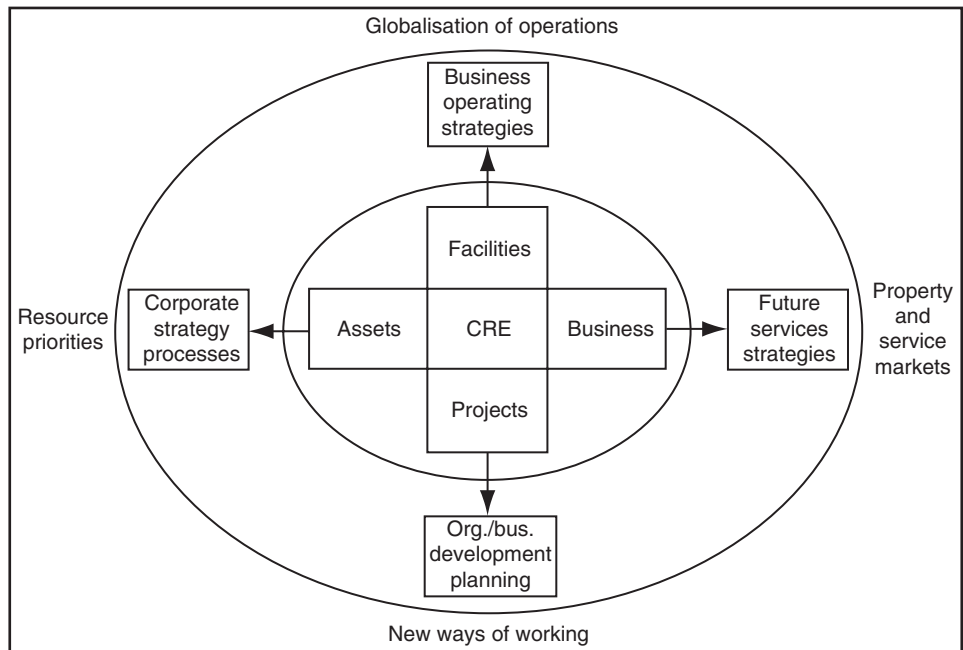 Globalisation of operations
Business
operating
strategies
Facilities
Resource
priorities
Corporate
strategy
processes
Assets
CRE
Business
Future
services
strategies
Property
and
service
markets
Projects
Org./bus.
development
planning
New ways of working